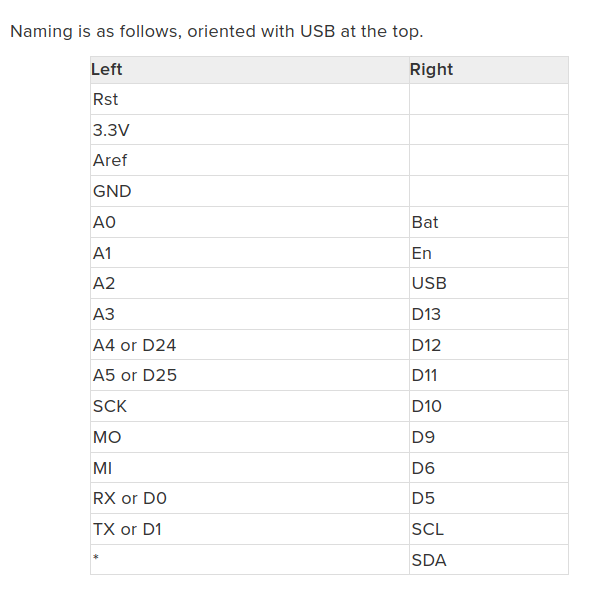 Naming is as follows, oriented with USB at the top.
Left Right
Rst
3.3V
Aref
GND
A0 Bat
A1 En
A2 USB
A3 D13
A4 or D24 D12
A5 or D25 D11
SCK D10
MO D9
MI D6
RX or D0 D5
TX or D1 SCL
* SDA